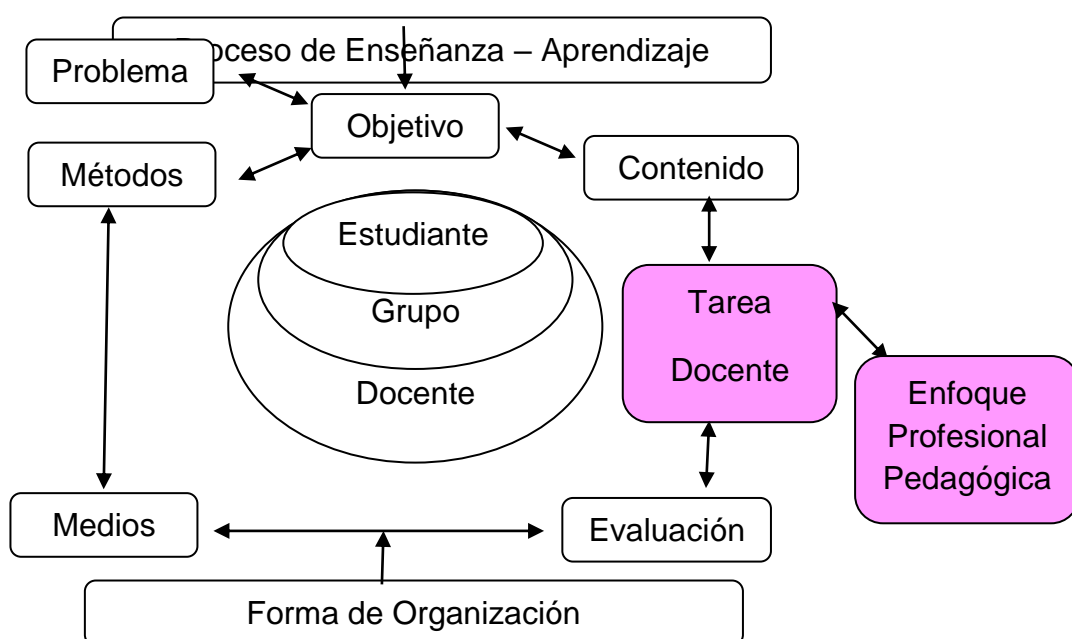 Proceso de Enseñanza – Aprendizaje
Problema
Objetivo
Métodos
Contenido
Estudiante
Grupo
Docente
Tarea
Docente
Enfoque
Profesional
Pedagógica
Medios
Evaluación
Forma de Organización